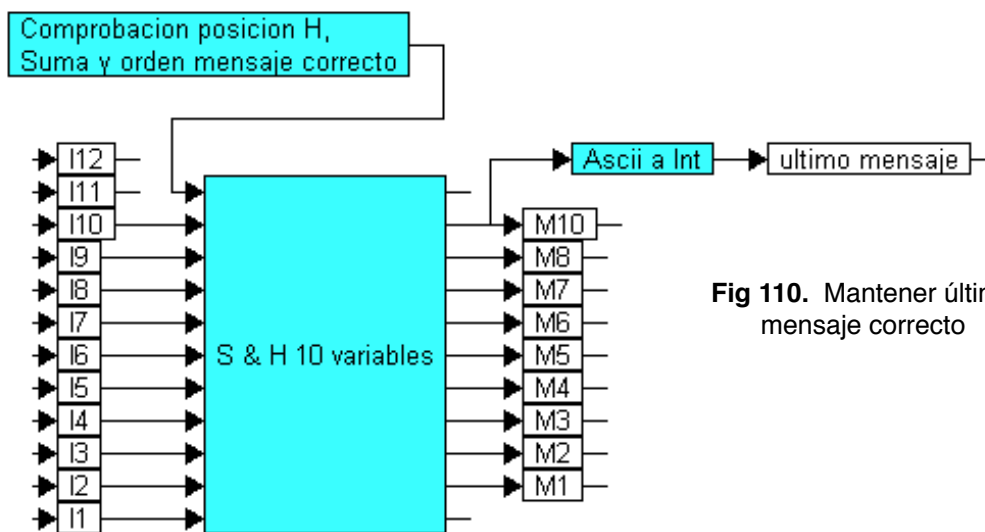 Comprobacion posicion H,
Suma y orden mensaje correcto
I12
I11
I10
I9
I8
I7
I6
I5
I4
I3
I2
I1
S & H 10 variables
Ascii a Int
ultimo mensaje
M10
M8
M7
M6
M5
M4
M3
M2
M1
Fig 110. Mantener últi
mensaje correcto